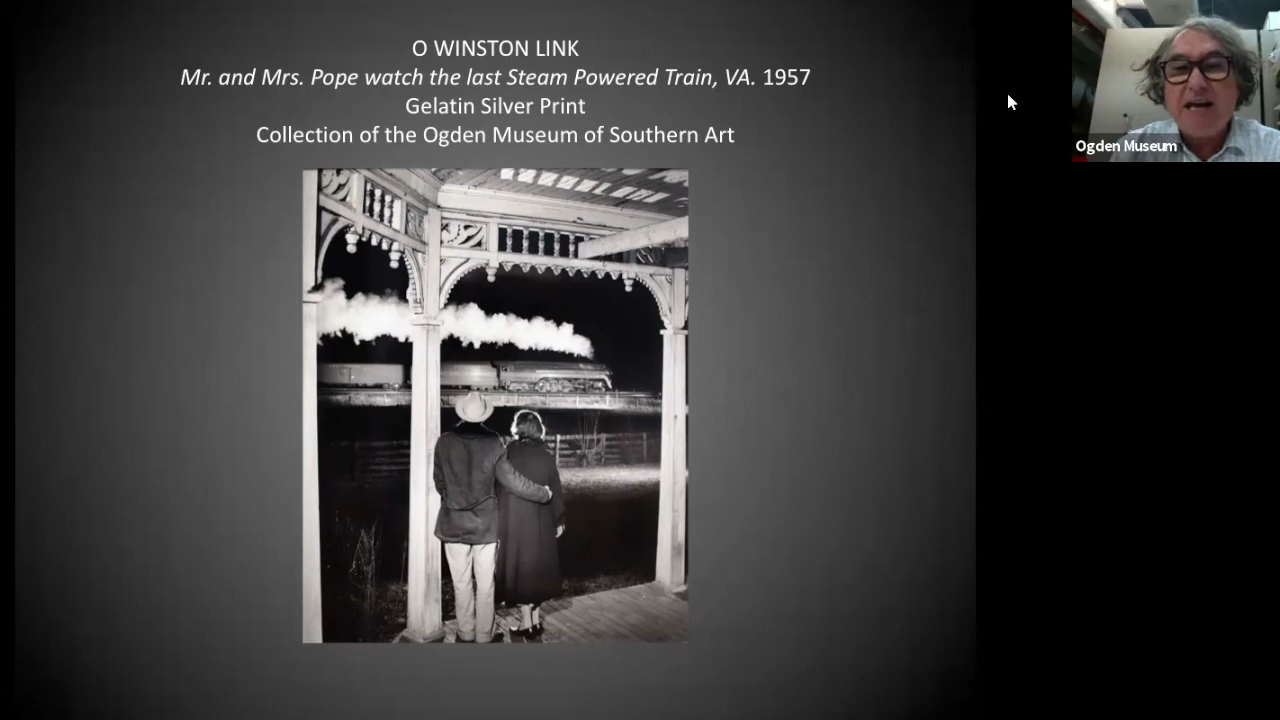 O WINSTON LINK
Mr. and Mrs. Pope watch the last Steam Powered Train, VA. 1957
Gelatin Silver Print
Collection of the Ogden Museum of Southern Art
Ogden Museum